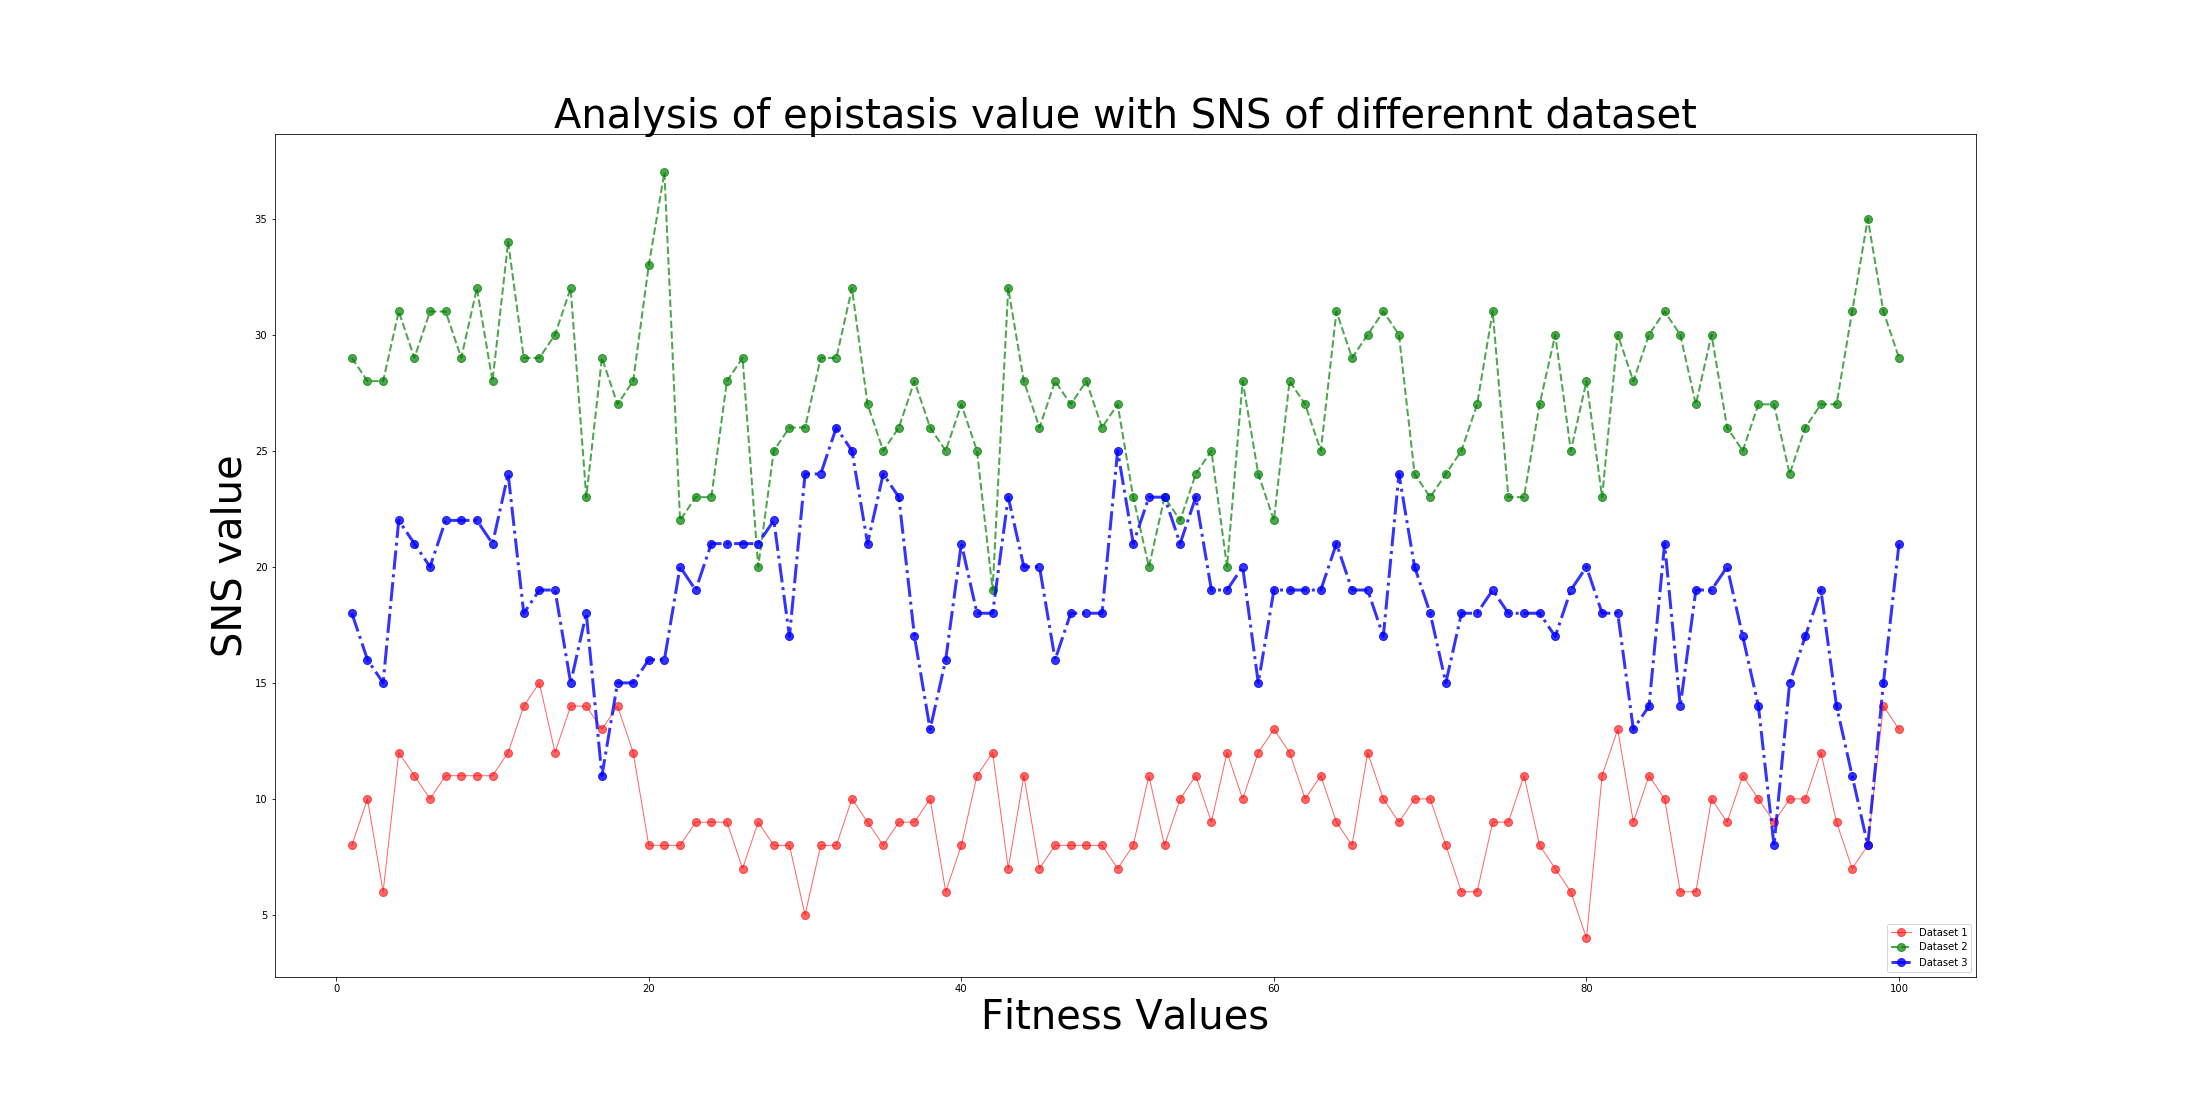 Analysis of epistasis value with SNS of differennt dataset
SNS value
35
30
25
20
15
10
5
0 20 40 60 80 100
Fitness Values
Dataset 1
Dataset 2
Dataset 3